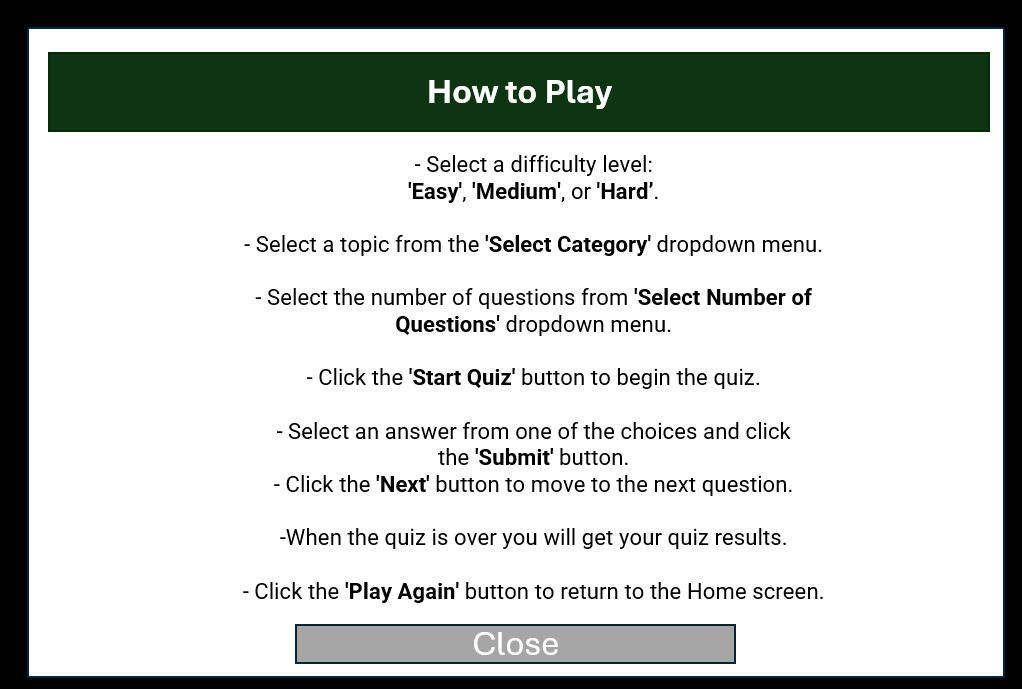 How to Play
- Select a difficulty level:
'Easy', 'Medium', or 'Hard’.
- Select a topic from the 'Select Category' dropdown menu.
- Select the number of questions from 'Select Number of
Questions' dropdown menu.
- Click the 'Start Quiz' button to begin the quiz.
- Select an answer from one of the choices and click
the 'Submit' button.
- Click the 'Next' button to move to the next question.
-When the quiz is over you will get your quiz results.
- Click the 'Play Again' button to return to the Home screen.
Close